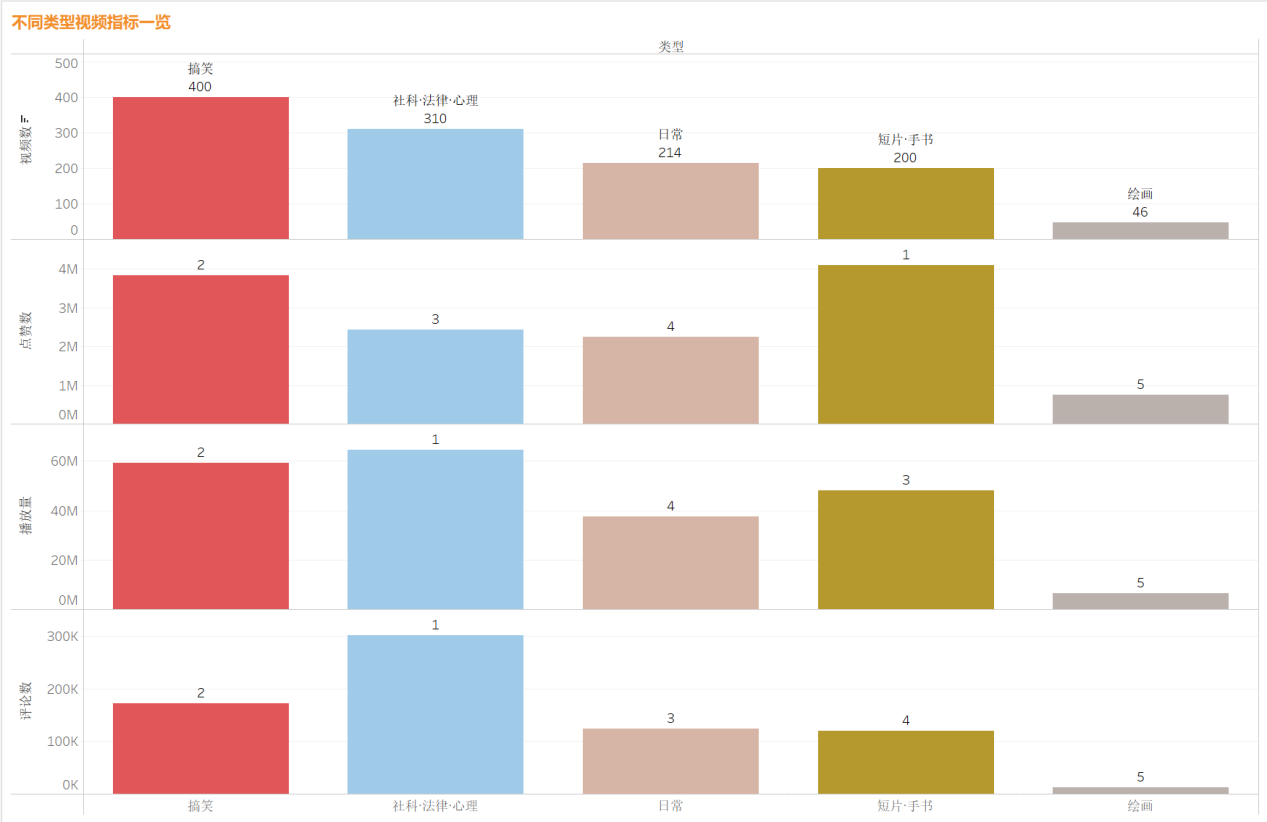 不同类型视频指标一览
类型
500
400
300
200
100
0
视频数
搞笑
400
社科·法律·心理
310
日常
214
短片·手书
200
绘画
46
4M
3M
2M
1M
0M
点赞数
2
3
4
1
5
60M
40M
20M
0M
播放量
2
1
4
3
5
300K
200K
100K
0K
评论数
2
1
3
4
5
搞笑
社科·法律·心理
日常
短片·手书
绘画